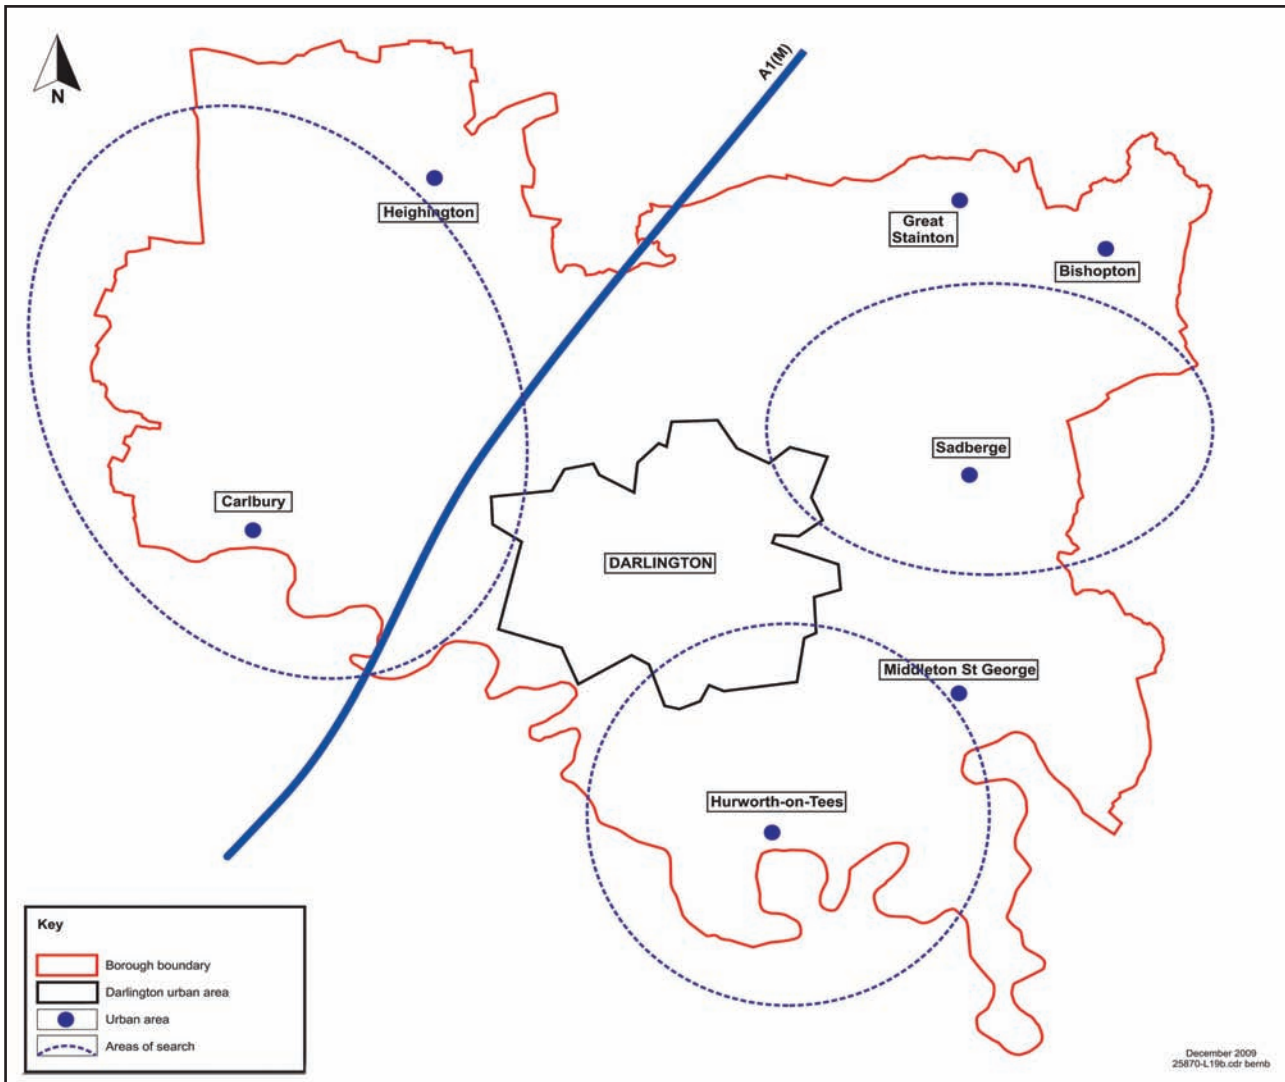 A1(M)
N
Heighington
Great
Stainton
Bishopton
Sadberge
Carlbury
DARLINGTON
Middleton St George
Hurworth-on-Tees
Key
Borough boundary
Darlington urban area
Urban area
Areas of search
December 2009
25870-L19b.cdr bernb